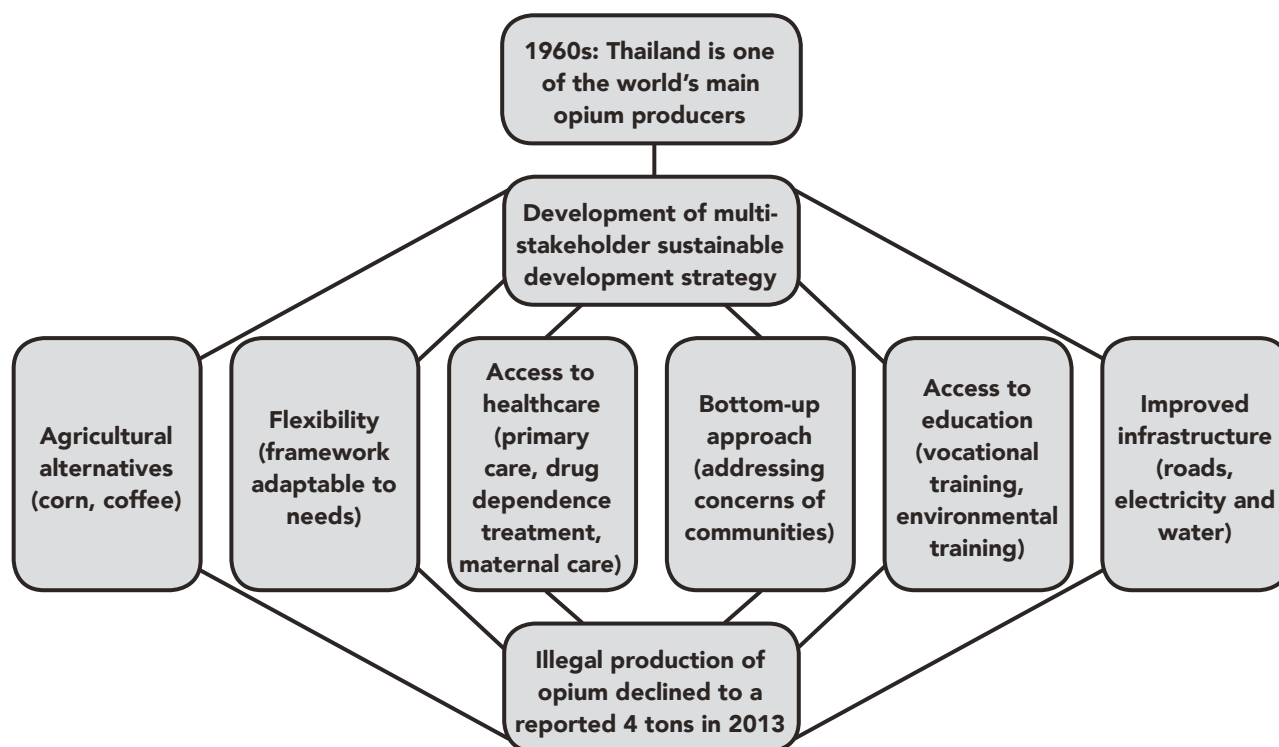 1960s: Thailand is one
of the world's main
opium producers
Development of multi-
stakeholder sustainable
development strategy
Agricultural
alternatives
(corn, coffee)
Flexibility
(framework
adaptable to
needs)
Access to
healthcare
(primary
care, drug
dependence
treatment,
maternal care)
Bottom-up
approach
(addressing
concerns of
communities)
Access to
education
(vocational
training,
environmental
training)
Improved
infrastructure
(roads,
electricity and
water)
Illegal production of
opium declined to a
reported 4 tons in 2013